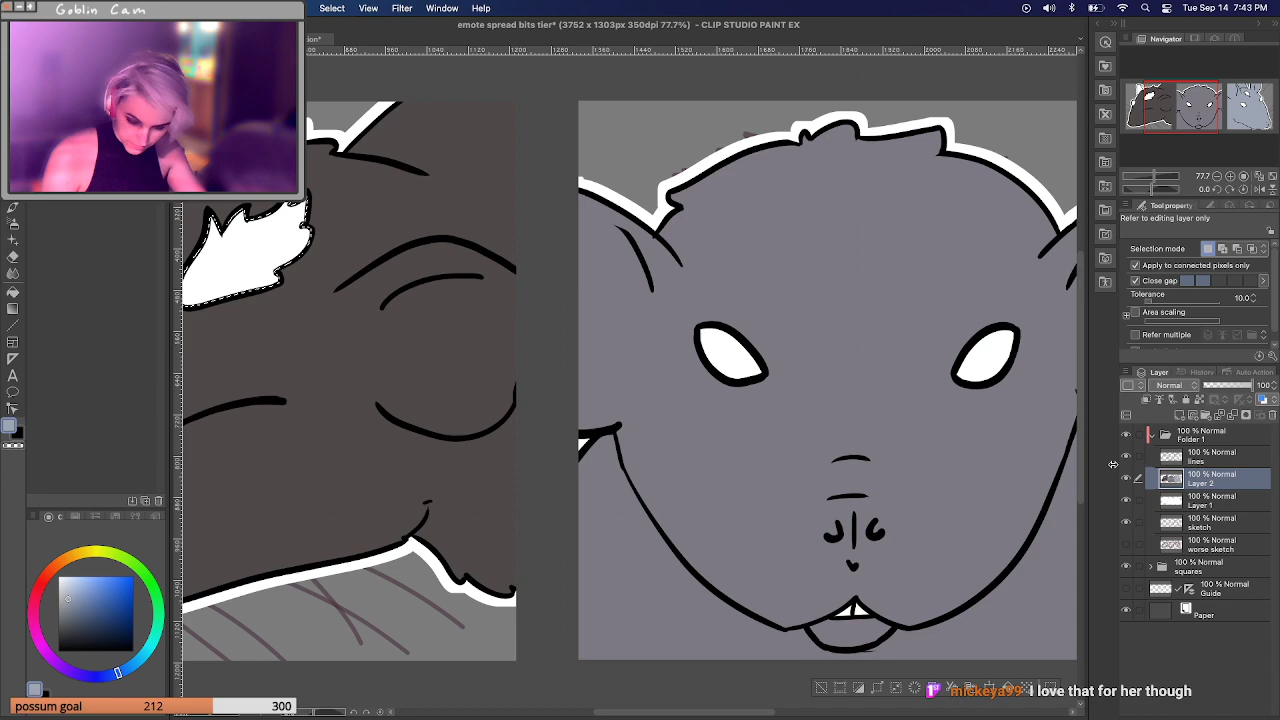 Goblin Cam
Select View Filter Window Help
Tue Sep 14 7:43 PM
emote spread bits tier* (3752 x 1303px 350dpi 77.7%) - CLIP STUDIO PAINT EX
Navigator
77.7
0.0
Tool property
Refer to editing layer only
Selection mode
Apply to connected pixels only
Close gap
Tolerance
10.0
Area scaling
Refer multiple
Layer History Auto Action
Normal 100
100 % Normal
Folder 1
100 % Normal
lines
100 % Normal
Layer 2
100 % Normal
Layer 1
100 % Normal
sketch
100 % Normal
worse sketch
100 % Normal
squares
100 % Normal
Guide
Paper
mickeya99 I love that for her though
possum goal 212 300